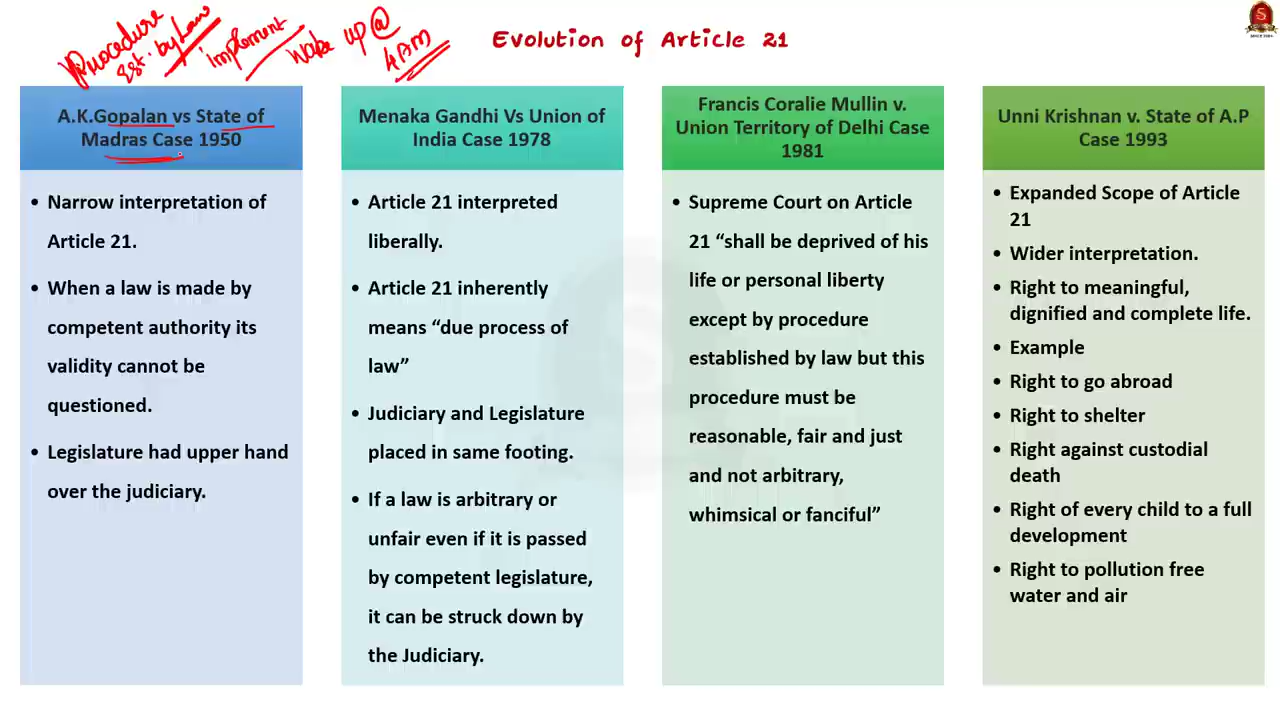 Procedure
Est. by Law
implement
Wake up @
4 AM
Evolution of Article 21
A.K.Gopalan vs State of
Madras Case 1950
• Narrow interpretation of
Article 21.
• When a law is made by
competent authority its
validity cannot be
questioned.
• Legislature had upper hand
over the judiciary.
Menaka Gandhi Vs Union of
India Case 1978
• Article 21 interpreted
liberally.
• Article 21 inherently
means “due process of
law”
• Judiciary and Legislature
placed in same footing.
• If a law is arbitrary or
unfair even if it is passed
by competent legislature,
it can be struck down by
the Judiciary.
Francis Coralie Mullin v.
Union Territory of Delhi Case
1981
• Supreme Court on Article
21 “shall be deprived of his
life or personal liberty
except by procedure
established by law but this
procedure must be
reasonable, fair and just
and not arbitrary,
whimsical or fanciful”
Unni Krishnan v. State of A.P
Case 1993
• Expanded Scope of Article
21
• Wider interpretation.
• Right to meaningful,
dignified and complete life.
• Example
• Right to go abroad
• Right to shelter
• Right against custodial
death
• Right of every child to a full
development
• Right to pollution free
water and air